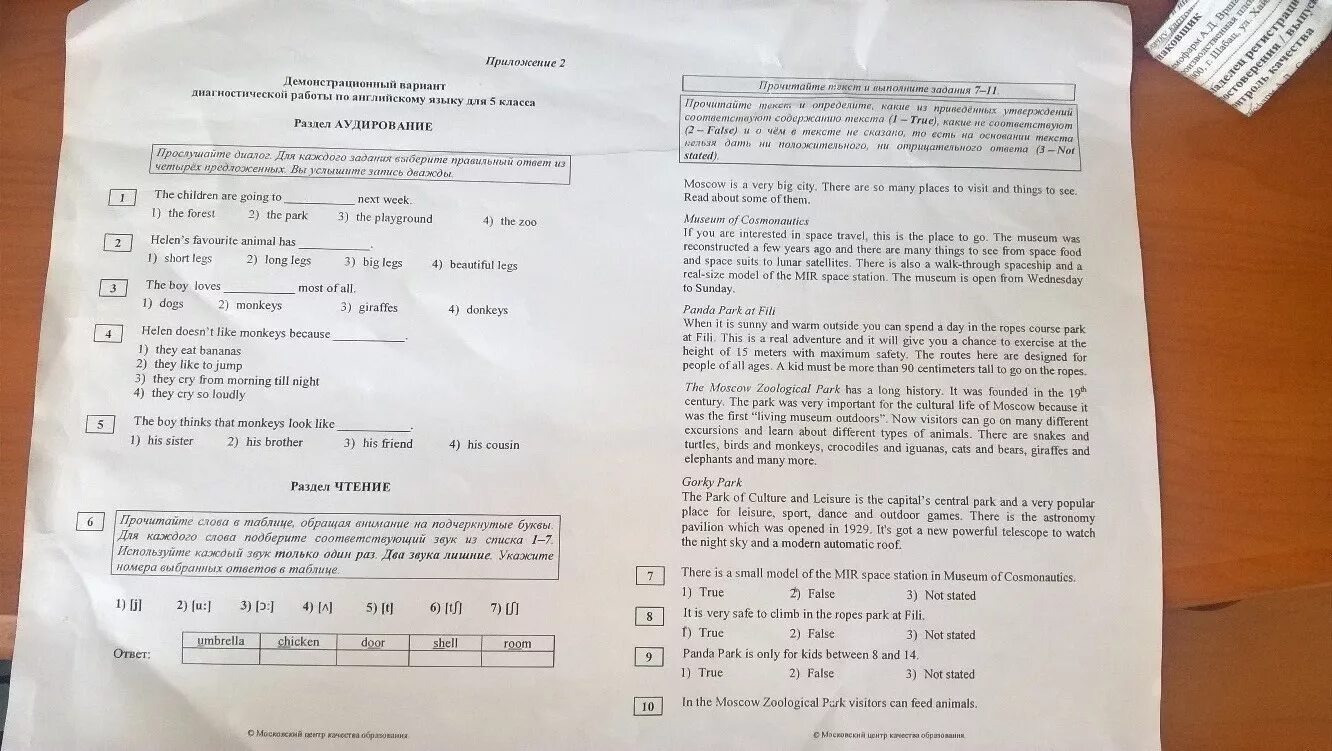 Приложение 2
Демонстрационный вариант
диагностической работы по английскому языку для 5 класса
Раздел АУДИРОВАНИЕ
Прослушайте диалог. Для каждого задания выберите правильный ответ из
четырёх предложенных. Вы услышите запись дважды.
1 The children are going to __________ next week.
1) the forest 2) the park 3) the playground 4) the zoo
2 Helen's favourite animal has __________.
1) short legs 2) long legs 3) big legs 4) beautiful legs
3 The boy loves __________ most of all.
1) dogs 2) monkeys 3) giraffes 4) donkeys
4 Helen doesn't like monkeys because __________.
1) they eat bananas
2) they like to jump
3) they cry from morning till night
4) they cry so loudly
5 The boy thinks that monkeys look like __________.
1) his sister 2) his brother 3) his friend 4) his cousin
Раздел ЧТЕНИЕ
6 Прочитайте слова в таблице, обращая внимание на подчеркнутые буквы.
Для каждого слова подберите соответствующий звук из списка 1–7.
Используйте каждый звук только один раз. Два звука лишние. Укажите
номера выбранных ответов в таблице.
1) [j] 2) [u:] 3) [ɔ:] 4) [ʌ] 5) [t] 6) [tʃ] 7) [ʃ]
umbrella chicken door shell room
Ответ:
© Московский центр качества образования.
Прочитайте текст и выполните задания 7–11.
Прочитайте текст и определите, какие из приведённых утверждений
соответствуют содержанию текста (1 – True), какие не соответствуют
(2 – False) и о чём в тексте не сказано, то есть на основании текста
нельзя дать ни положительного, ни отрицательного ответа (3 – Not
stated).
Moscow is a very big city. There are so many places to visit and things to see.
Read about some of them.
Museum of Cosmonautics
If you are interested in space travel, this is the place to go. The museum was
reconstructed a few years ago and there are many things to see from space food
and space suits to lunar satellites. There is also a walk-through spaceship and a
real-size model of the MIR space station. The museum is open from Wednesday
to Sunday.
Panda Park at Fili
When it is sunny and warm outside you can spend a day in the ropes course park
at Fili. This is a real adventure and it will give you a chance to exercise at the
height of 15 meters with maximum safety. The routes here are designed for
people of all ages. A kid must be more than 90 centimeters tall to go on the ropes.
The Moscow Zoological Park has a long history. It was founded in the 19th
century. The park was very important for the cultural life of Moscow because it
was the first “living museum outdoors”. Now visitors can go on many different
excursions and learn about different types of animals. There are snakes and
turtles, birds and monkeys, crocodiles and iguanas, cats and bears, giraffes and
elephants and many more.
Gorky Park
The Park of Culture and Leisure is the capital's central park and a very popular
place for leisure, sport, dance and outdoor games. There is the astronomy
pavilion which was opened in 1929. It's got a new powerful telescope to watch
the night sky and a modern automatic roof.
7 There is a small model of the MIR space station in Museum of Cosmonautics.
1) True 2) False 3) Not stated
8 It is very safe to climb in the ropes park at Fili.
1) True 2) False 3) Not stated
9 Panda Park is only for kids between 8 and 14.
1) True 2) False 3) Not stated
10 In the Moscow Zoological Park visitors can feed animals.
© Московский центр качества образования.
качества